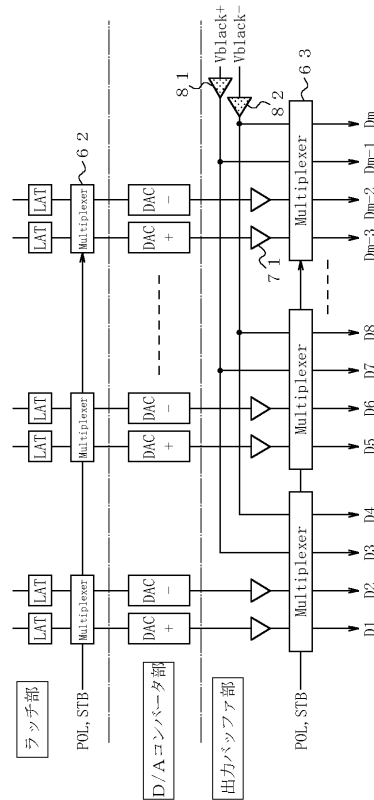 ラッチ部
LAT LAT LAT LAT LAT LAT
POL,STB Multiplexer Multiplexer Multiplexer 62
D/Aコンバータ部
DAC + DAC - DAC + DAC - DAC + DAC -
出力バッファ部
81 Vblack+
82 Vblack-
71
POL,STB Multiplexer Multiplexer Multiplexer 63
D1 D2 D3 D4 D5 D6 D7 D8 Dm-3 Dm-2 Dm-1 Dm